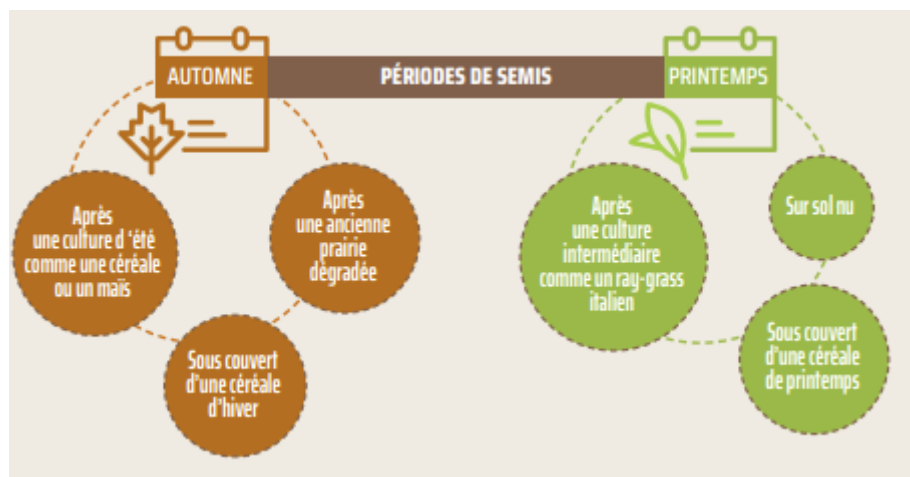 AUTOMNE
PÉRIODES DE SEMIS
PRINTEMPS
Après
une culture d 'été
comme une céréale
ou un maïs
Après
une ancienne
prairie
dégradée
Sous couvert
d'une céréale
d'hiver
Après
une culture
intermédiaire
comme un ray-grass
italien
Sur sol nu
Sous couvert
d'une céréale
de printemps